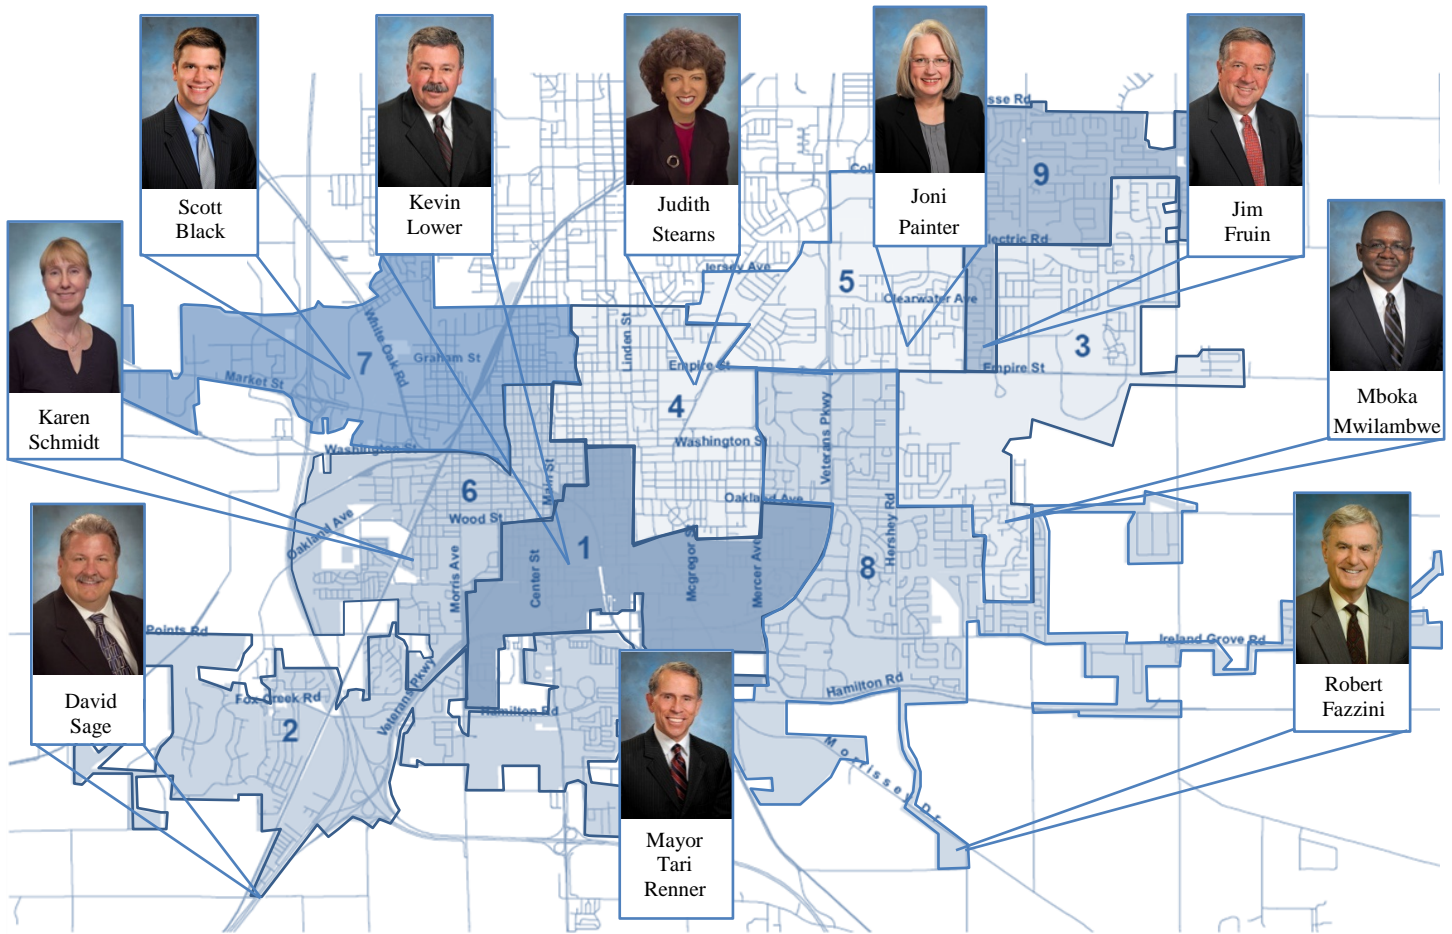 Scott
Black
Kevin
Lower
Judith
Stearns
Joni
Painter
Jim
Fruin
Karen
Schmidt
Mboka
Mwilambwe
David
Sage
Robert
Fazzini
Mayor
Tari
Renner
sse Rd
9
Coll
lectric Rd
Jersey Ave
5
Clearwater Ave
3
Empire St
Empire St
White Oak Rd
7
Graham St
Linden St
Market St
4
Washington St
Washington St
Veterans Pkwy
6
Main St
Oakland Ave
Wood St
Oakland Ave
Hershey Rd
1
8
Morris Ave
Center St
Mcgregor S
Mercer Ave
Points Rd
Ireland Grove Rd
Fox Creek Rd
Veterans Pkwy
Hamilton Rd
Hamilton Rd
2
Morrissey Dr